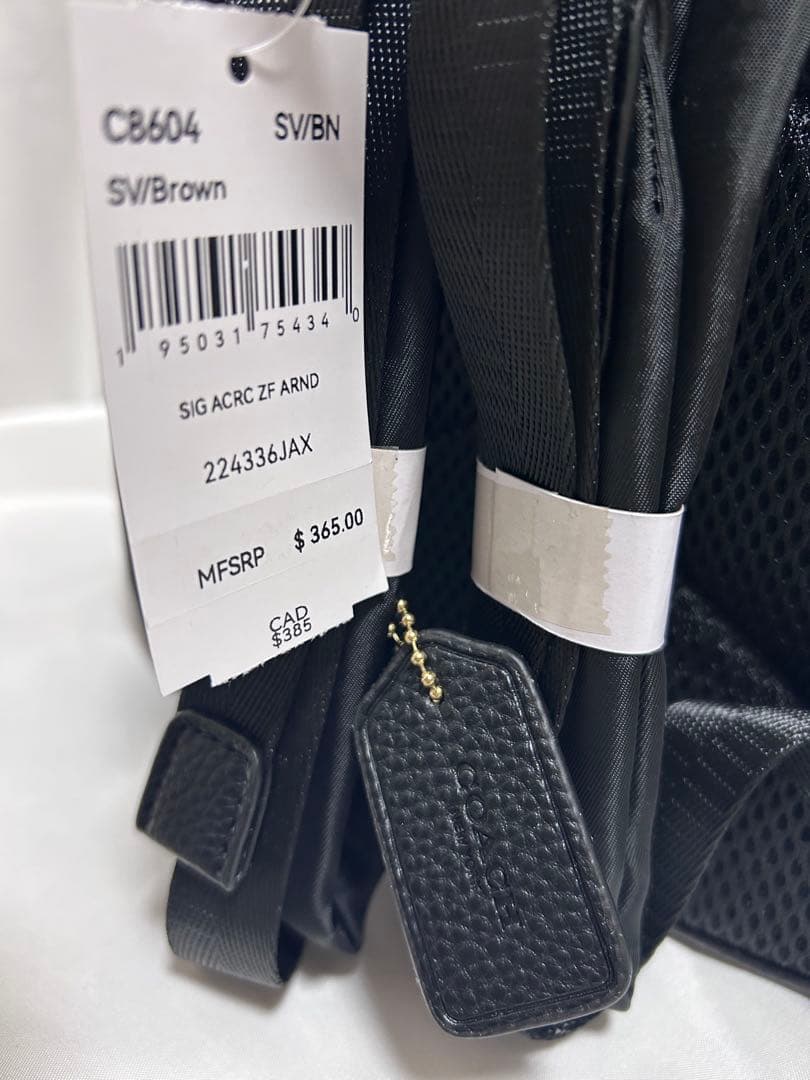 C8604 SV/BN
SV/Brown
1 95031 75434 0
SIG ACRC ZF ARND
224336JAX
MFSRP $ 365.00
CAD
$385
COACH